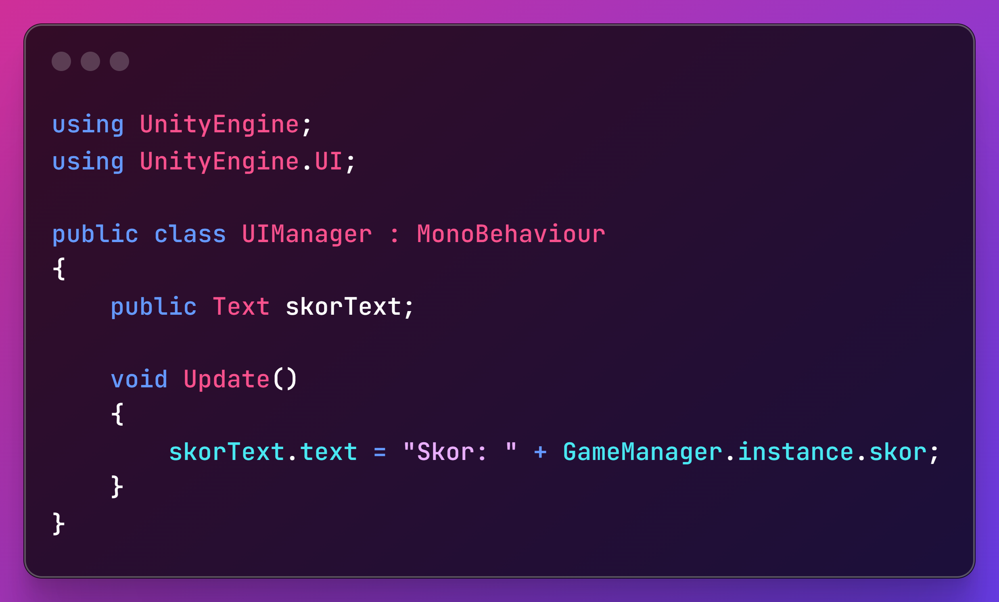 using UnityEngine;
using UnityEngine.UI;
public class UIManager : MonoBehaviour
{
    public Text skorText;
    void Update()
    {
        skorText.text = "Skor: " + GameManager.instance.skor;
    }
}